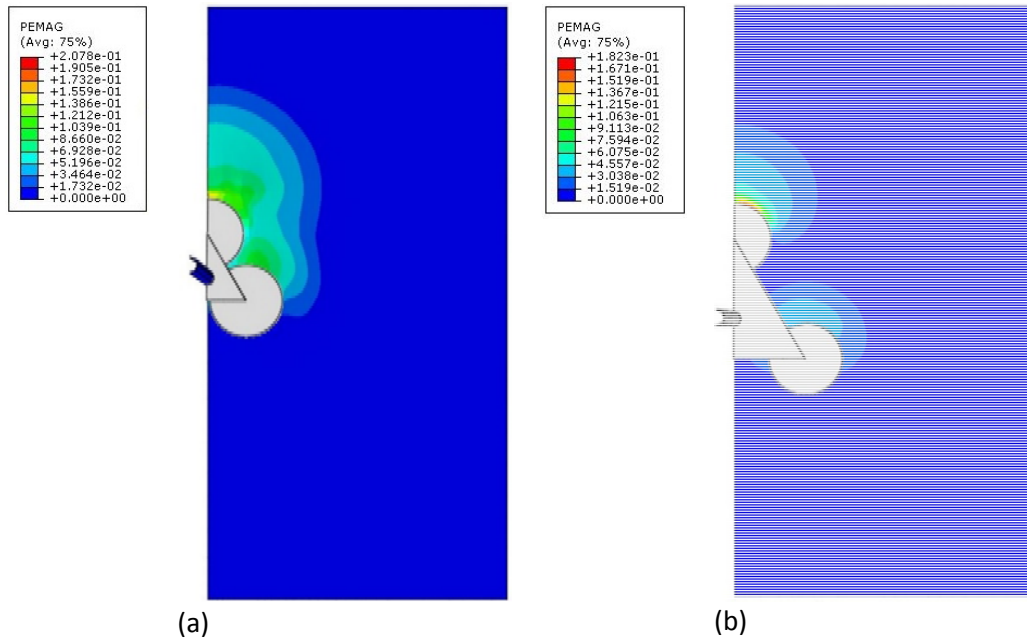 PEMAG
(Avg: 75%)
+2.078e-01
+1.905e-01
+1.732e-01
+1.559e-01
+1.386e-01
+1.212e-01
+1.039e-01
+8.660e-02
+6.928e-02
+5.196e-02
+3.464e-02
+1.732e-02
+0.000e+00
PEMAG
(Avg: 75%)
+1.823e-01
+1.671e-01
+1.519e-01
+1.367e-01
+1.215e-01
+1.063e-01
+9.113e-02
+7.594e-02
+6.075e-02
+4.557e-02
+3.038e-02
+1.519e-02
+0.000e+00
(a)
(b)